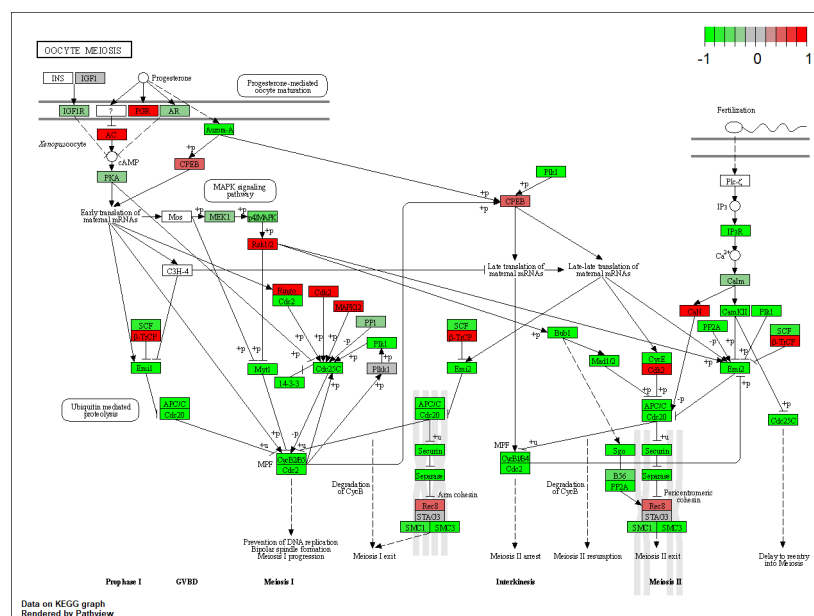 OOCYTE MEIOSIS
-1 0 1
INS IGF1 Progesterone
Progesterone-mediated
oocyte maturation
IGF1R ? PGR AR
Aurora-A
Fertilization
Xenopus oocyte
AC
+p
cAMP
CPEB
PKA
MAPK signaling
pathway
Plk1
+p
CPEB
+p
+p
Plc-ζ
IP3
Early translation of
maternal mRNAs
Mos +p MEK1 +p p42MAPK
+p
Rsk1/2
IP3R
Ca2+
C3H-4
Late translation of
maternal mRNAs
Late-late translation of
maternal mRNAs
Calm
Ringo
Cdc2
Cdk2
MAPK12
CaN CaMKII Plk1
PP2A
SCF
β-TrCP
PP1
Plk1
SCF
β-TrCP
Bub1
Mad1/2
CycE
Cdk2
SCF
β-TrCP
Emi1 Myt1 Cdc25C Plkk1 Emi2 Emi2
14-3-3
Ubiquitin mediated
proteolysis
APC/C
Cdc20
APC/C
Cdc20
APC/C
Cdc20
Cdc25C
MPF
CycB2/B5
Cdc2
Securin
MPF
CycB1/B4
Cdc2
Sgo
Securin
Separase
Separase
Degradation
of CycB
Degradation
of CycB
B56
PP2A
Arm cohesin
Pericentromeric
cohesin
Rec8
STAG3
SMC1 SMC3
Rec8
STAG3
SMC1 SMC3
Prevention of DNA replication
Bipolar spindle formation
Meiosis I progression
Meiosis I exit
Meiosis II arrest
Meiosis II resumption
Meiosis II exit
Delay to reentry
into Meiosis
Prophase I GVBD Meiosis I Interkinesis Meiosis II
Data on KEGG graph
Rendered by Pathview